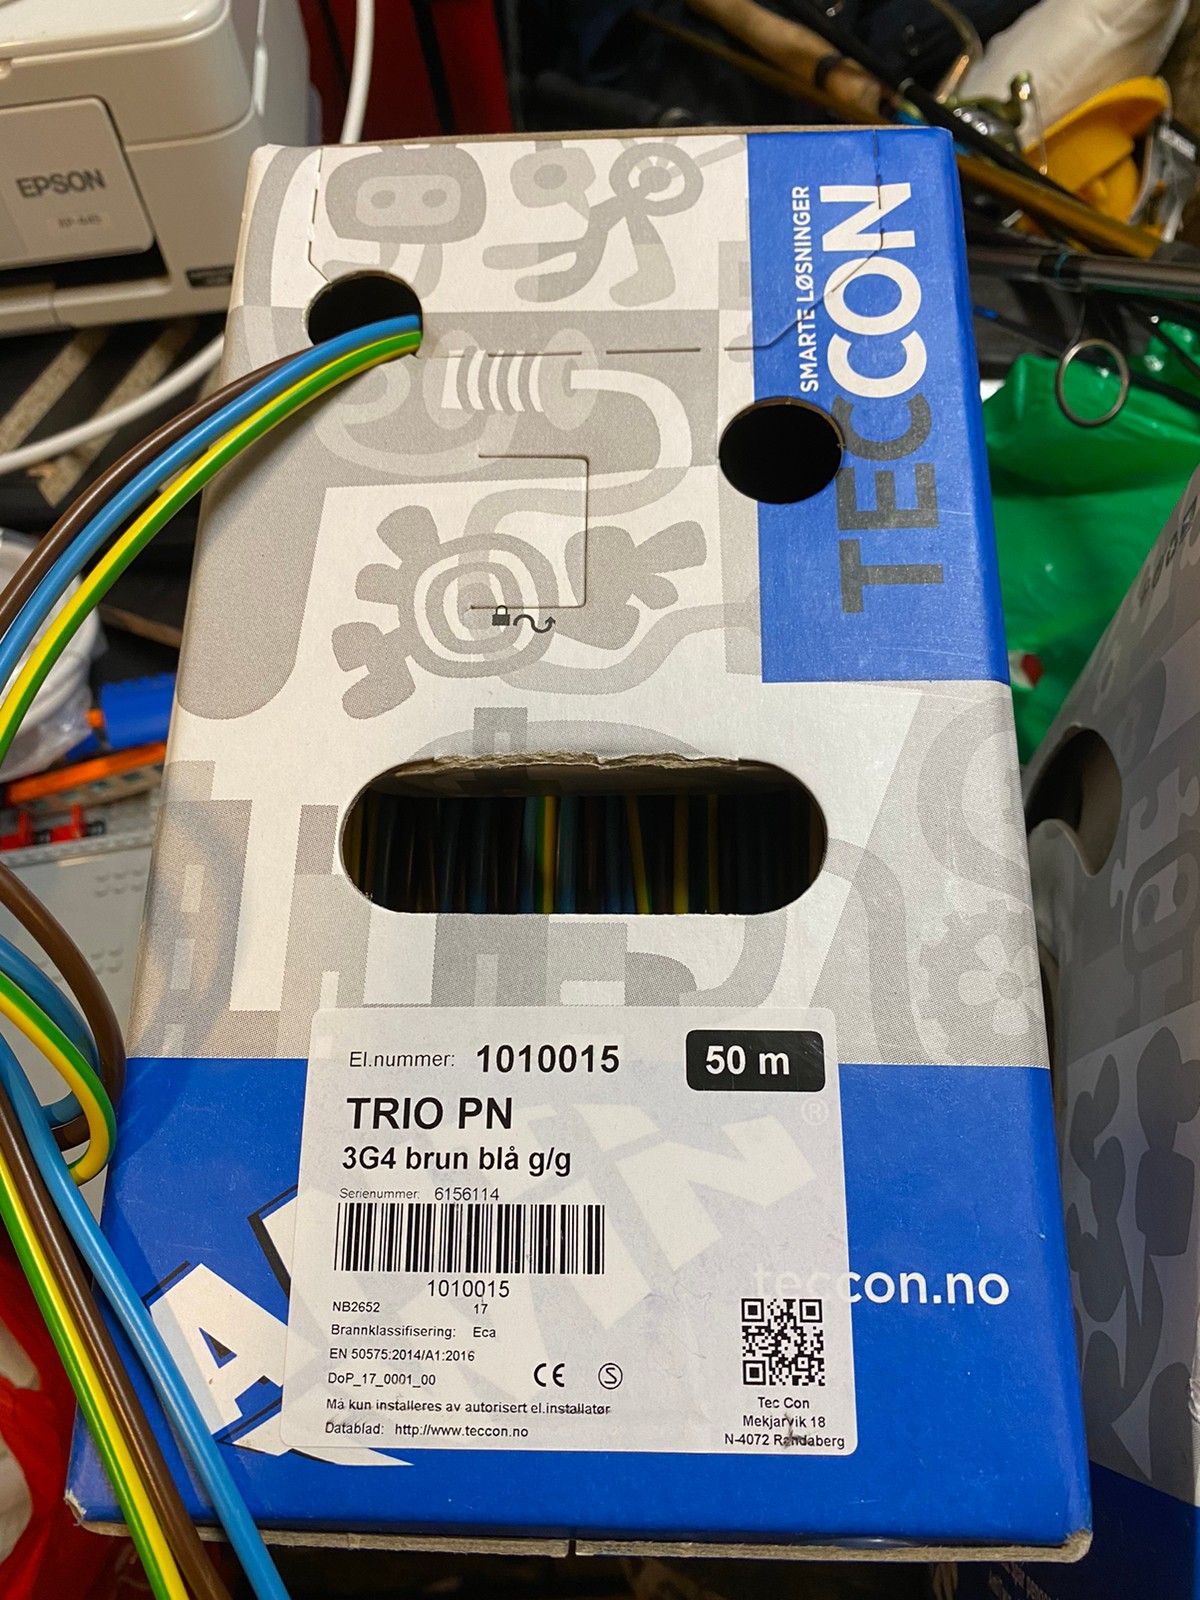 EPSON
XP-645
SMARTE LØSNINGER
TECCON
El.nummer: 1010015
50 m
TRIO PN
3G4 brun blå g/g
Serienummer: 6156114
1010015
NB2652 17
Brannklassifisering: Eca
EN 50575:2014/A1:2016
DoP_17_0001_00
CE S
Må kun installeres av autorisert el.installatør
Datablad: http://www.teccon.no
Tec Con
Mekjarvik 18
N-4072 Randaberg
®
teccon.no